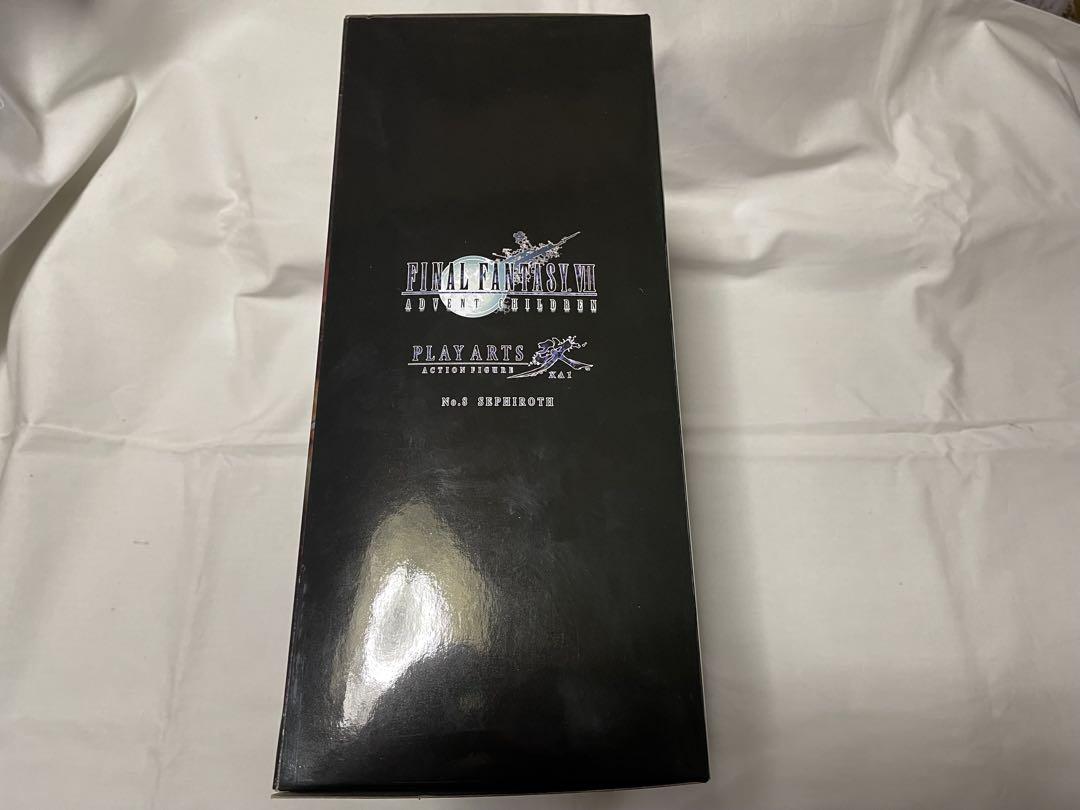 FINAL FANTASY. VII
ADVENT CHILDREN
PLAY ARTS 改
ACTION FIGURE
KAI
No.8 SEPHIROTH